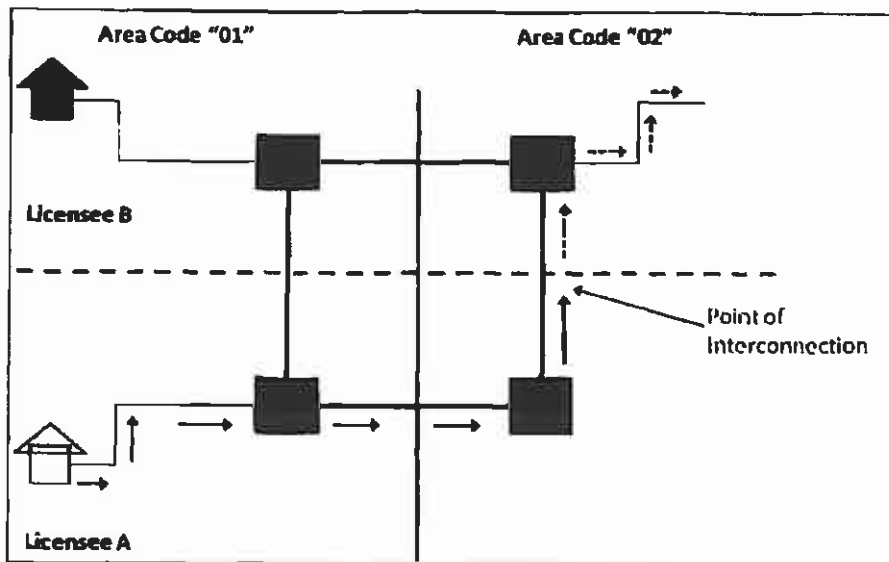 Area Code "01"
Area Code "02"
Licensee B
Point of
Interconnection
Licensee A